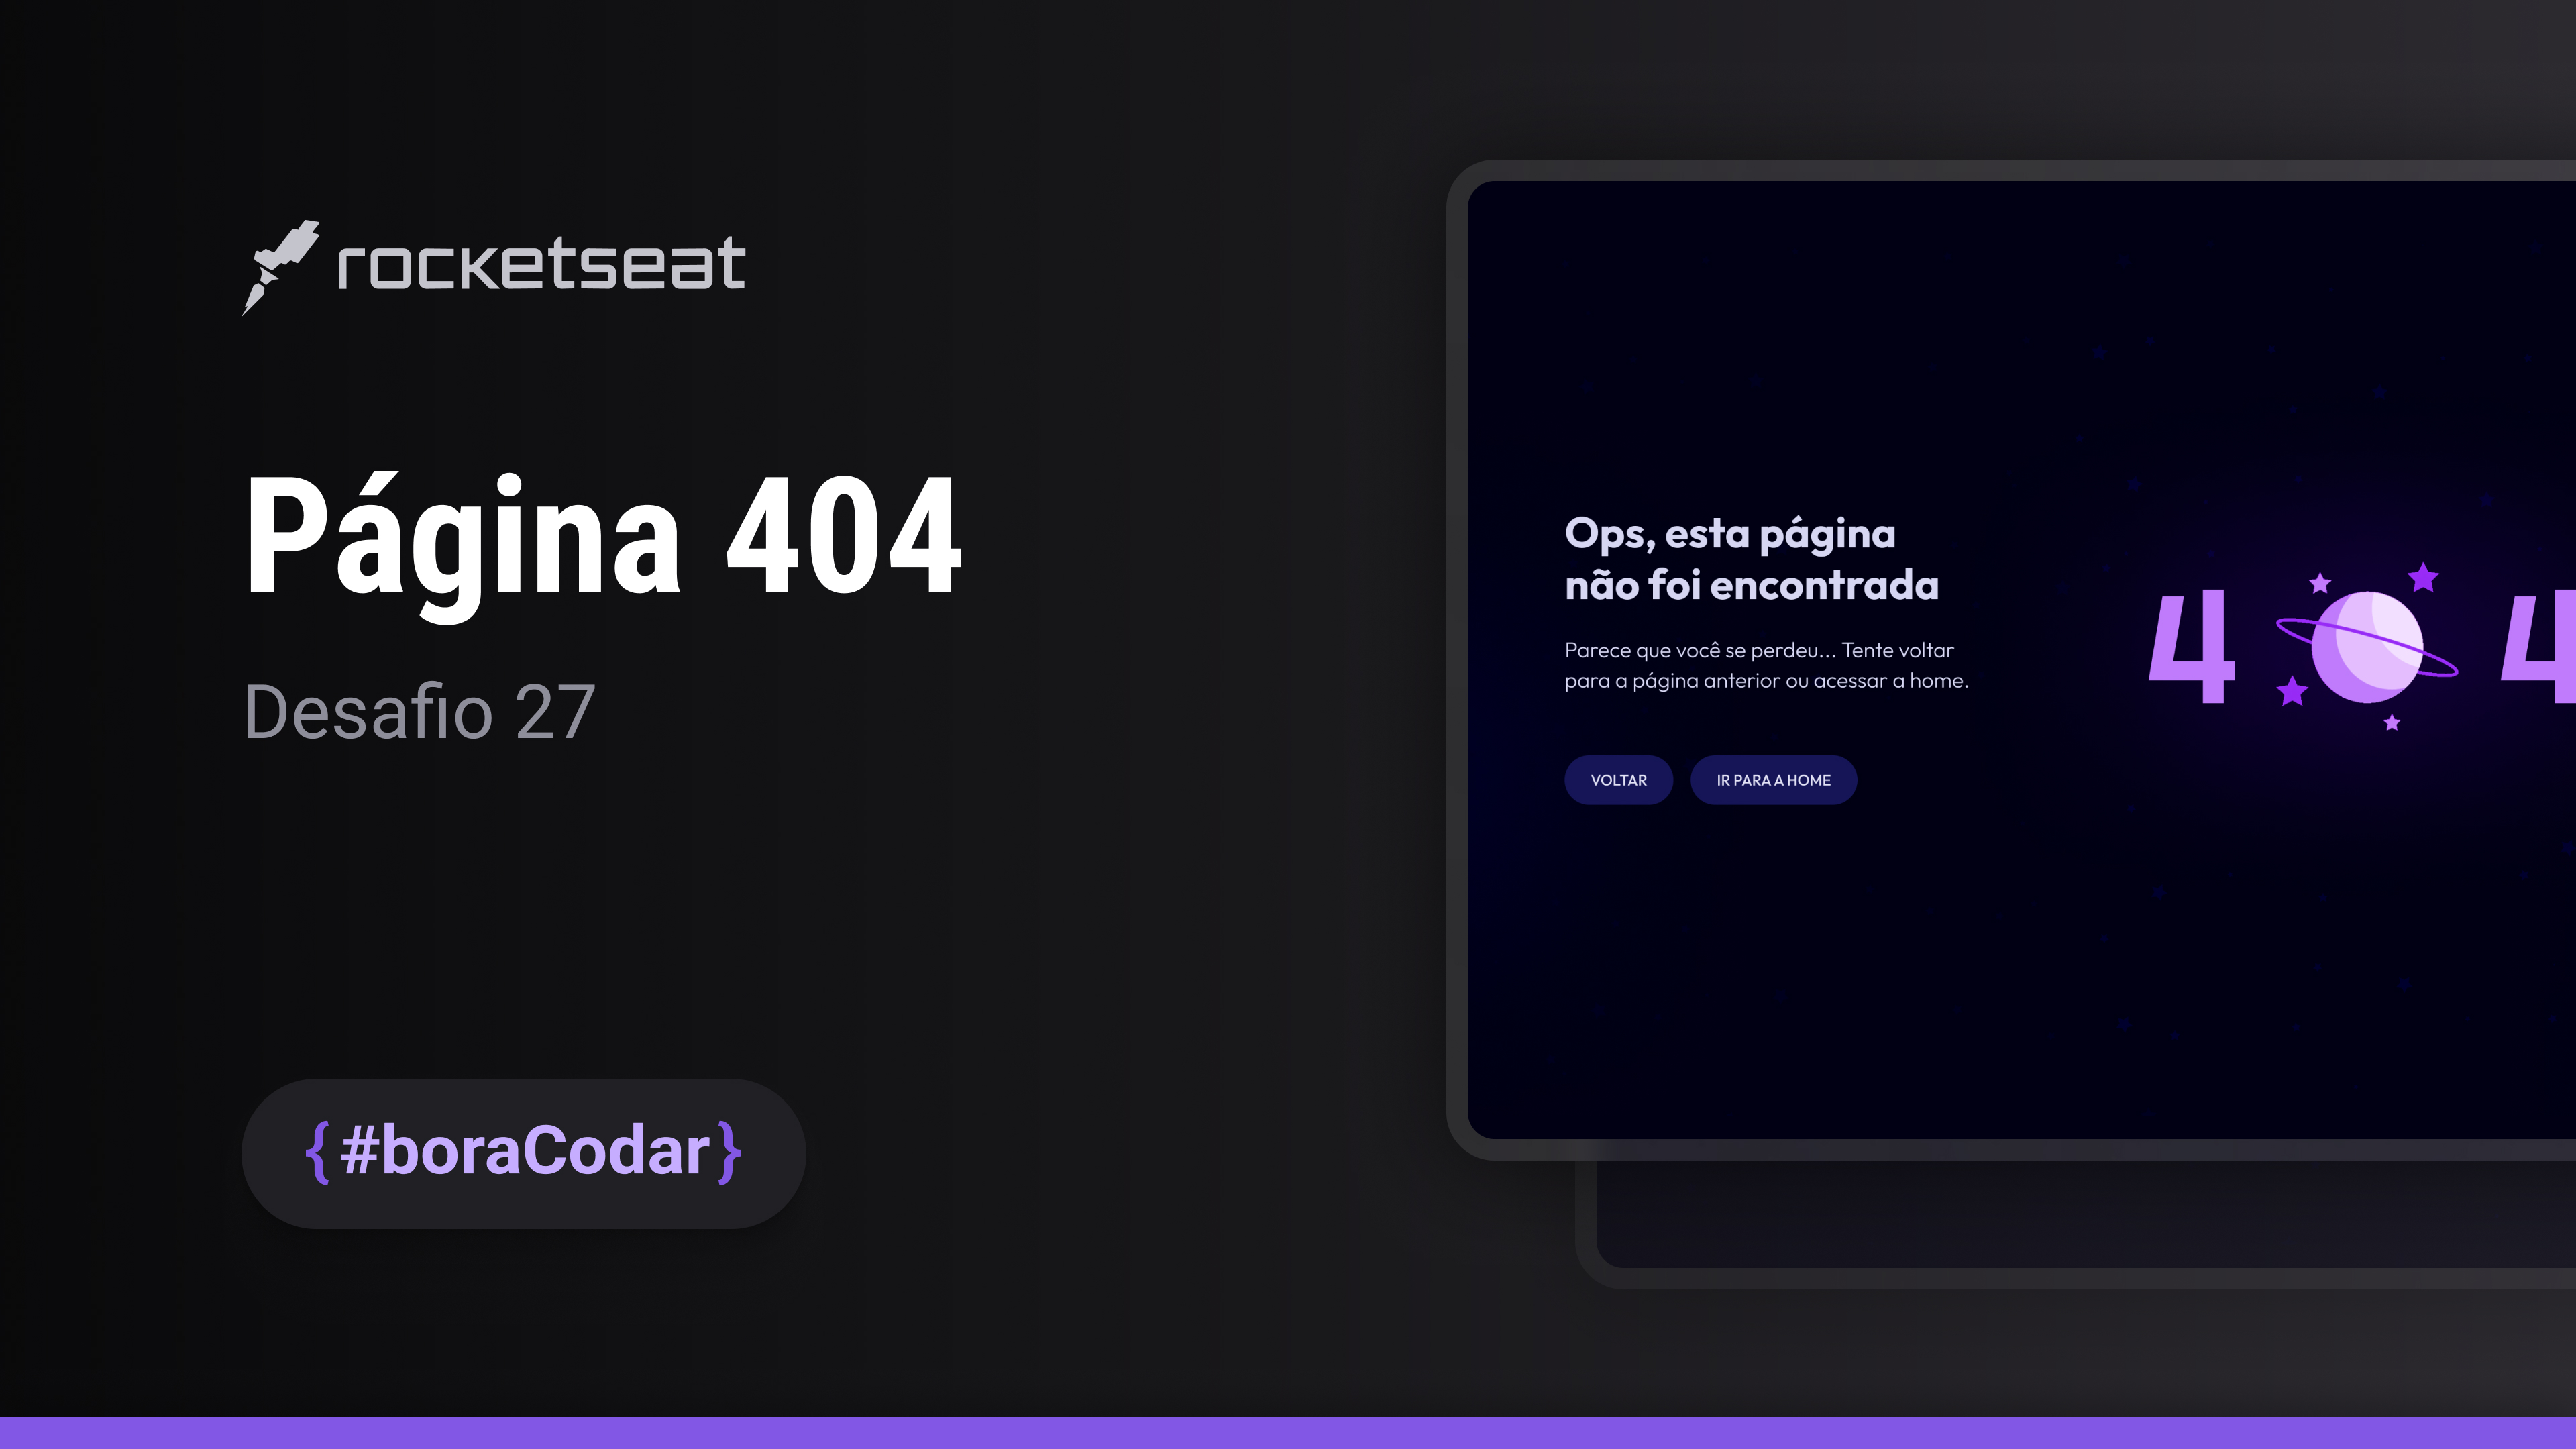 rocketseat
Página 404
Desafio 27
{#boraCodar}
Ops, esta página
não foi encontrada
Parece que você se perdeu... Tente voltar
para a página anterior ou acessar a home.
VOLTAR
IR PARA A HOME
4 4